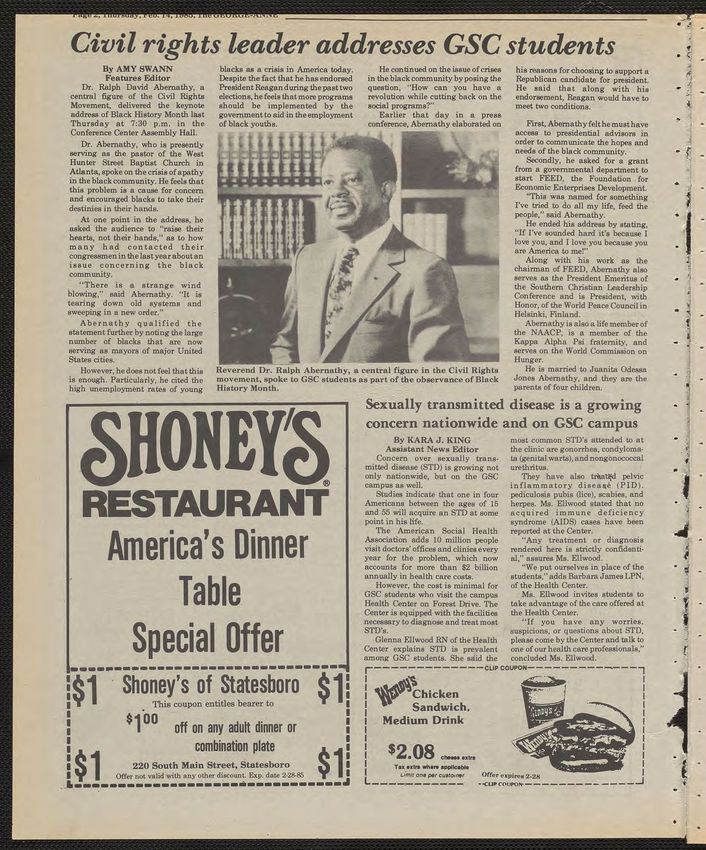 Page 2, Thursday, Feb. 14, 1985, The GEORGE-ANNE
Civil rights leader addresses GSC students
By AMY SWANN
Features Editor
Dr. Ralph David Abernathy, a
central figure of the Civil Rights
Movement, delivered the keynote
address of Black History Month last
Thursday at 7:30 p.m. in the
Conference Center Assembly Hall.
Dr. Abernathy, who is presently
serving as the pastor of the West
Hunter Street Baptist Church in
Atlanta, spoke on the crisis of apathy
in the black community. He feels that
this problem is a cause for concern
and encouraged blacks to take their
destinies in their hands.
At one point in the address, he
asked the audience to "raise their
hearts, not their hands," as to how
many had contacted their
congressmen in the last year about an
issue concerning the black
community.
"There is a strange wind
blowing," said Abernathy. "It is
tearing down old systems and
sweeping in a new order."
Abernathy qualified the
statement further by noting the large
number of blacks that are now
serving as mayors of major United
States cities.
However, he does not feel that this
is enough. Particularly, he cited the
high unemployment rates of young
blacks as a crisis in America today.
Despite the fact that he has endorsed
President Reagan during the past two
elections, he feels that more programs
should be implemented by the
government to aid in the employment
of black youths.
He continued on the issue of crises
in the black community by posing the
question, "How can you have a
revolution while cutting back on the
social programs?"
Earlier that day in a press
conference, Abernathy elaborated on
his reasons for choosing to support a
Republican candidate for president.
He said that along with his
endorsement, Reagan would have to
meet two conditions.
First, Abernathy felt he must have
access to presidential advisors in
order to communicate the hopes and
needs of the black community.
Secondly, he asked for a grant
from a governmental department to
start FEED, the Foundation for
Economic Enterprises Development.
"This was named for something
I've tried to do all my life, feed the
people," said Abernathy.
He ended his address by stating,
"If I've sounded hard it's because I
love you, and I love you because you
are America to me!"
Along with his work as the
chairman of FEED, Abernathy also
serves as the President Emeritus of
the Southern Christian Leadership
Conference and is President, with
Honor, of the World Peace Council in
Helsinki, Finland.
Abernathy is also a life member of
the NAACP, is a member of the
Kappa Alpha Psi fraternity, and
serves on the World Commission on
Hunger.
He is married to Juanita Odessa
Jones Abernathy, and they are the
parents of four children.
Reverend Dr. Ralph Abernathy, a central figure in the Civil Rights
movement, spoke to GSC students as part of the observance of Black
History Month.
SHONEY'S®
RESTAURANT
America's Dinner
Table
Special Offer
$1 Shoney's of Statesboro $1
This coupon entitles bearer to
$1 00 off on any adult dinner or
combination plate
$1 220 South Main Street, Statesboro $1
Offer not valid with any other discount. Exp. date 2-28-85
Sexually transmitted disease is a growing
concern nationwide and on GSC campus
By KARA J. KING
Assistant News Editor
Concern over sexually trans-
mitted disease (STD) is growing not
only nationwide, but on the GSC
campus as well.
Studies indicate that one in four
Americans between the ages of 15
and 55 will acquire an STD at some
point in his life.
The American Social Health
Association adds 10 million people
visit doctors' offices and clinics every
year for the problem, which now
accounts for more than $2 billion
annually in health care costs.
However, the cost is minimal for
GSC students who visit the campus
Health Center on Forest Drive. The
Center is equipped with the facilities
necessary to diagnose and treat most
STD's.
Glenna Ellwood RN of the Health
Center explains STD is prevalent
among GSC students. She said the
most common STD's attended to at
the clinic are gonorrhea, condyloma-
ta (genital warts), and nongonococcal
urethritus.
They have also treated pelvic
inflammatory disease (PID).
pediculosis pubis (lice), scabies, and
herpes. Ms. Ellwood stated that no
acquired immune deficiency
syndrome (AIDS) cases have been
reported at the Center.
"Any treatment or diagnosis
rendered here is strictly confidenti-
al," assures Ms. Ellwood.
"We put ourselves in place of the
students," adds Barbara James LPN,
of the Health Center.
Ms. Ellwood invites students to
take advantage of the care offered at
the Health Center.
"If you have any worries,
suspicions, or questions about STD,
please come by the Center and talk to
one of our health care professionals,"
concluded Ms. Ellwood.
CLIP COUPON
Wendy's Chicken
Sandwich,
Medium Drink
$2.08 cheese extra
Tax extra where applicable
Limit one per customer
Offer expires 2-28
Wendy's
Wendy's
CLIP COUPON